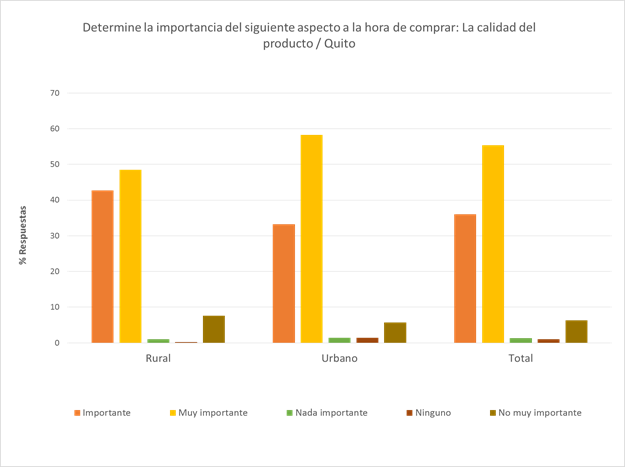 Determine la importancia del siguiente aspecto a la hora de comprar: La calidad del
producto / Quito
70
60
50
40
30
20
10
0
% Respuestas
Rural Urbano Total
Importante Muy importante Nada importante Ninguno No muy importante